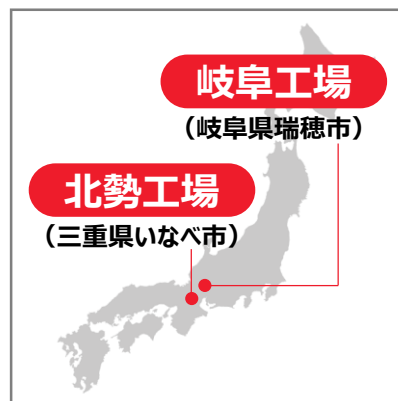 岐阜工場
（岐阜県瑞穂市）
北勢工場
（三重県いなべ市）